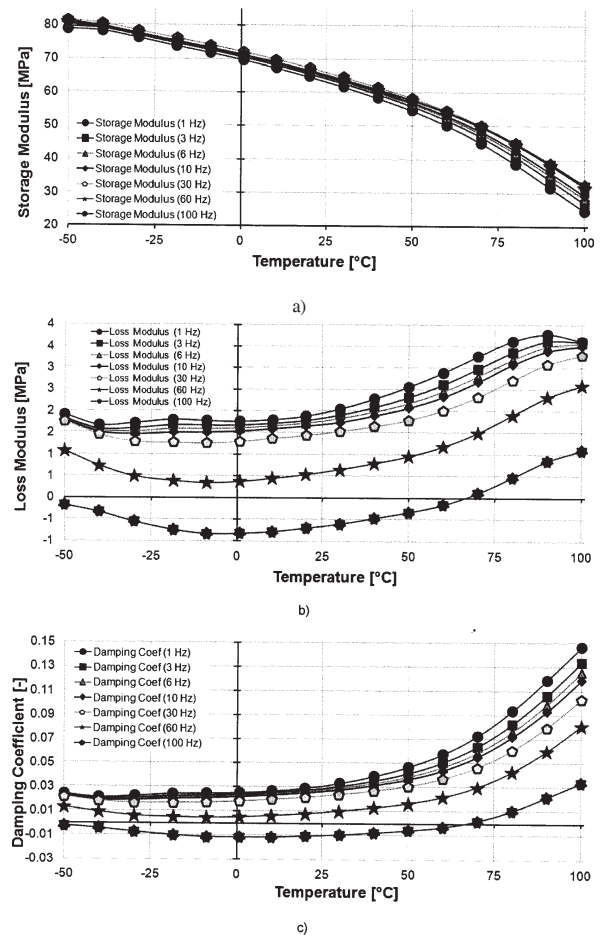 80
70
60
50
40
30
20
Storage Modulus [MPa]
Storage Modulus (1 Hz)
Storage Modulus (3 Hz)
Storage Modulus (6 Hz)
Storage Modulus (10 Hz)
Storage Modulus (30 Hz)
Storage Modulus (60 Hz)
Storage Modulus (100 Hz)
-50 -25 0 25 50 75 100
Temperature [°C]
a)
4
4
3
3
2
2
1
1
0
-1
-1
Loss Modulus [MPa]
Loss Modulus (1 Hz)
Loss Modulus (3 Hz)
Loss Modulus (6 Hz)
Loss Modulus (10 Hz)
Loss Modulus (30 Hz)
Loss Modulus (60 Hz)
Loss Modulus (100 Hz)
-50 -25 0 25 50 75 100
Temperature [°C]
b)
0.15
0.13
0.11
0.09
0.07
0.05
0.03
0.01
-0.01
-0.03
Damping Coefficient [-]
Damping Coef (1 Hz)
Damping Coef (3 Hz)
Damping Coef (6 Hz)
Damping Coef (10 Hz)
Damping Coef (30 Hz)
Damping Coef (60 Hz)
Damping Coef (100 Hz)
-50 -25 0 25 50 75 100
Temperature [°C]
c)